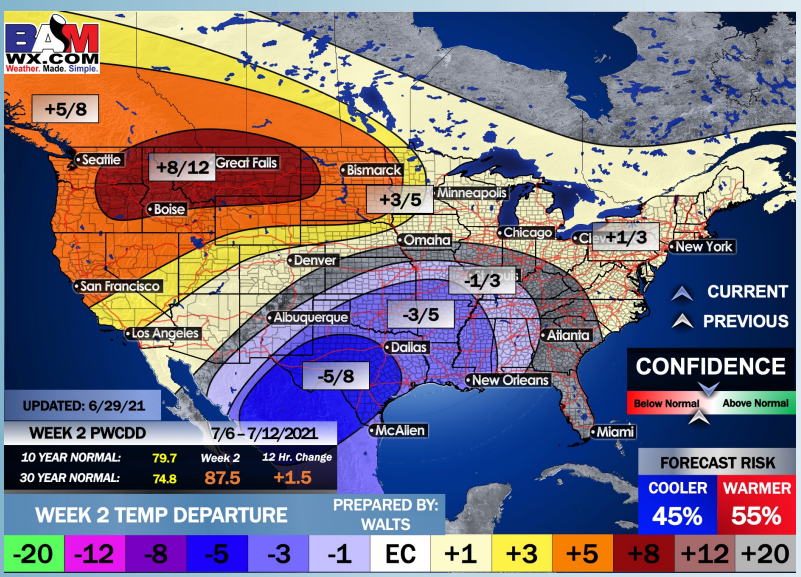 BAM
WX.COM
Weather. Made. Simple.
+5/8
Seattle
+8/12
Great Falls
Bismarck
Boise
+3/5
Minneapolis
Omaha
Chicago
+1/3
New York
Denver
San Francisco
-1/3
Albuquerque
-3/5
Los Angeles
Atlanta
Dallas
-5/8
New Orleans
McAllen
Miami
CURRENT
PREVIOUS
CONFIDENCE
Below Normal
Above Normal
UPDATED: 6/29/21
WEEK 2 PWCDD 7/6 – 7/12/2021
10 YEAR NORMAL: 79.7 Week 2 12 Hr. Change
30 YEAR NORMAL: 74.8 87.5 +1.5
FORECAST RISK
COOLER WARMER
45% 55%
WEEK 2 TEMP DEPARTURE
PREPARED BY:
WALTS
-20 -12 -8 -5 -3 -1 EC +1 +3 +5 +8 +12 +20